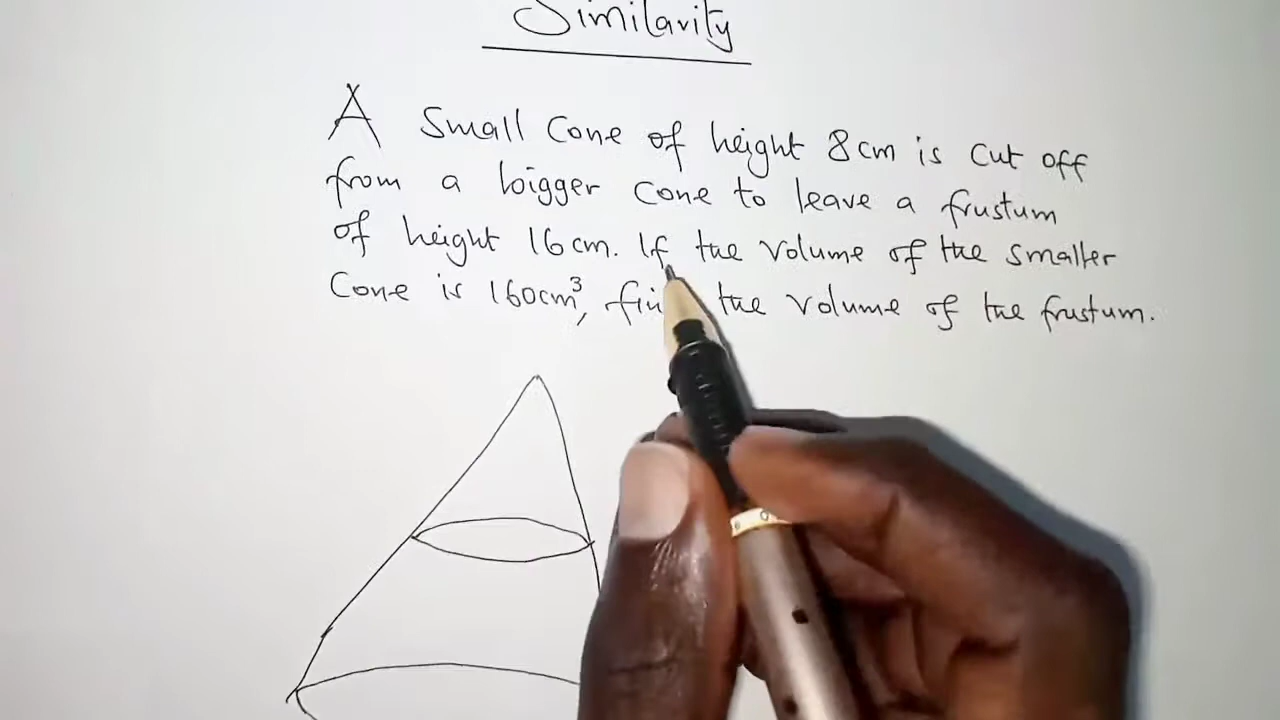 Similarity
A small cone of height 8cm is cut off
from a bigger cone to leave a frustum
of height 16cm. If the volume of the smaller
cone is 160cm³, the volume of the frustum.